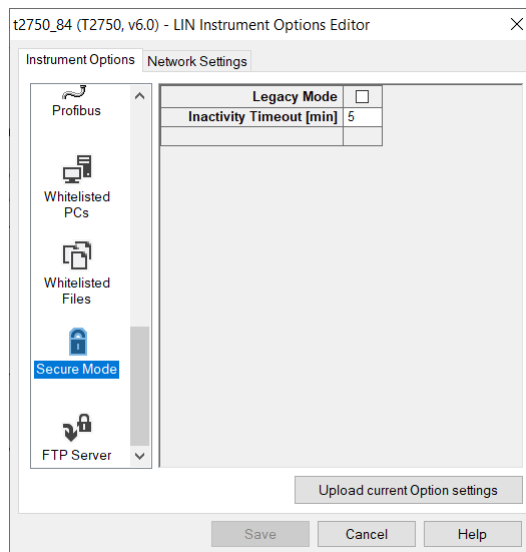 t2750_84 (T2750, v6.0) - LIN Instrument Options Editor
Instrument Options
Network Settings
Profibus
Whitelisted
PCs
Whitelisted
Files
Secure Mode
FTP Server
Legacy Mode
Inactivity Timeout [min] 5
Upload current Option settings
Save
Cancel
Help